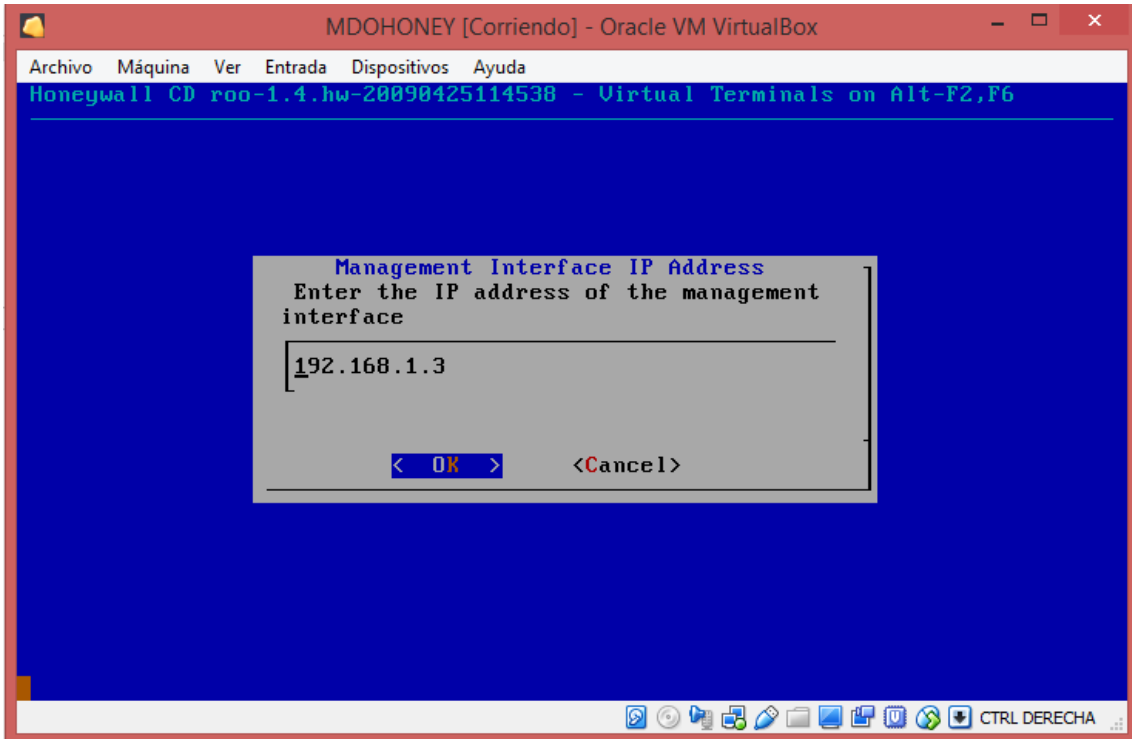 MDOHONEY [Corriendo] - Oracle VM VirtualBox
Archivo Máquina Ver Entrada Dispositivos Ayuda
Honeywall CD roo-1.4.hw-20090425114538 - Virtual Terminals on Alt-F2,F6
Management Interface IP Address
Enter the IP address of the management
interface
192.168.1.3
< OK > <Cancel>
CTRL DERECHA